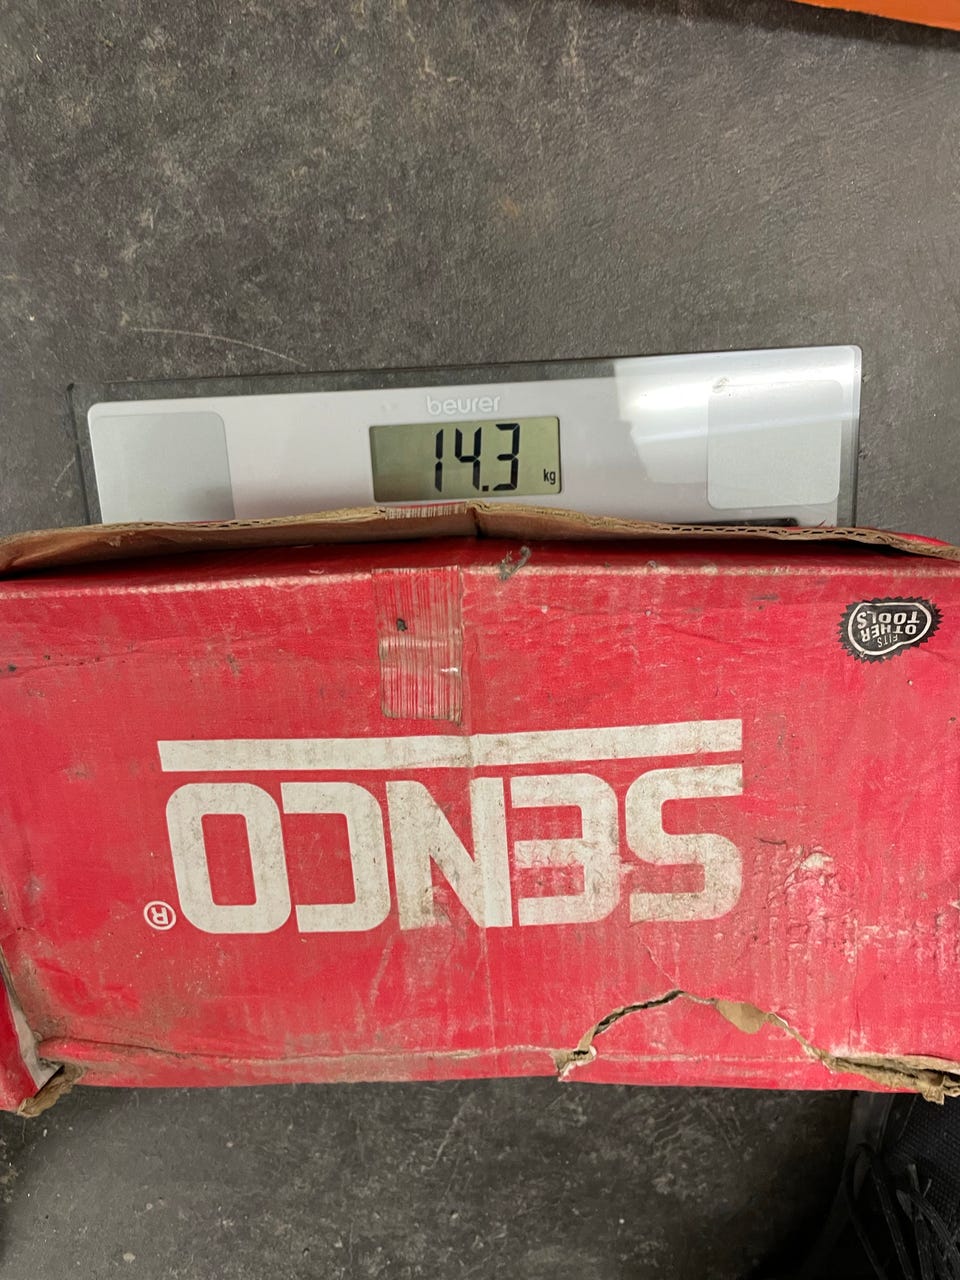 beurer
14.3 kg
FITS
OTHER
TOOLS
SENCO®